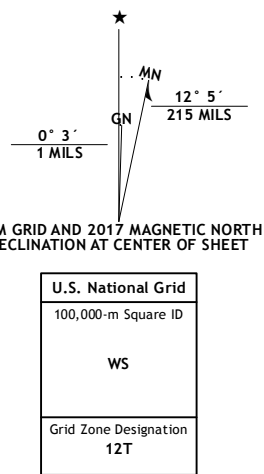 MN
GN
12° 5´
215 MILS
0° 3´
1 MILS
M GRID AND 2017 MAGNETIC NORTH
ECLINATION AT CENTER OF SHEET
U.S. National Grid
100,000-m Square ID
WS
Grid Zone Designation
12T